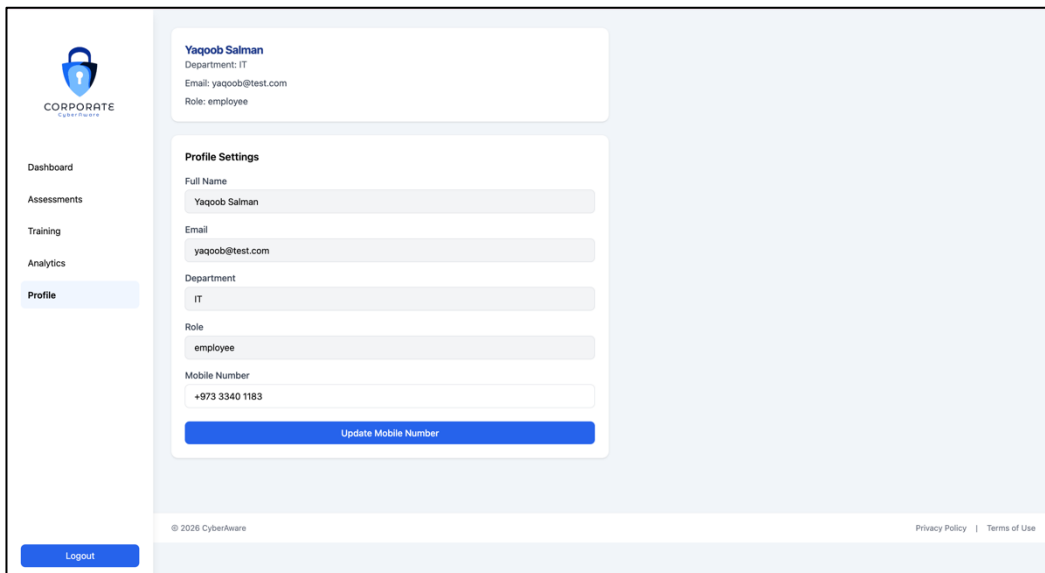 CORPORATE
CyberAware
Dashboard
Assessments
Training
Analytics
Profile
Logout
Yaqoob Salman
Department: IT
Email: yaqoob@test.com
Role: employee
Profile Settings
Full Name
Yaqoob Salman
Email
yaqoob@test.com
Department
IT
Role
employee
Mobile Number
+973 3340 1183
Update Mobile Number
© 2026 CyberAware
Privacy Policy | Terms of Use